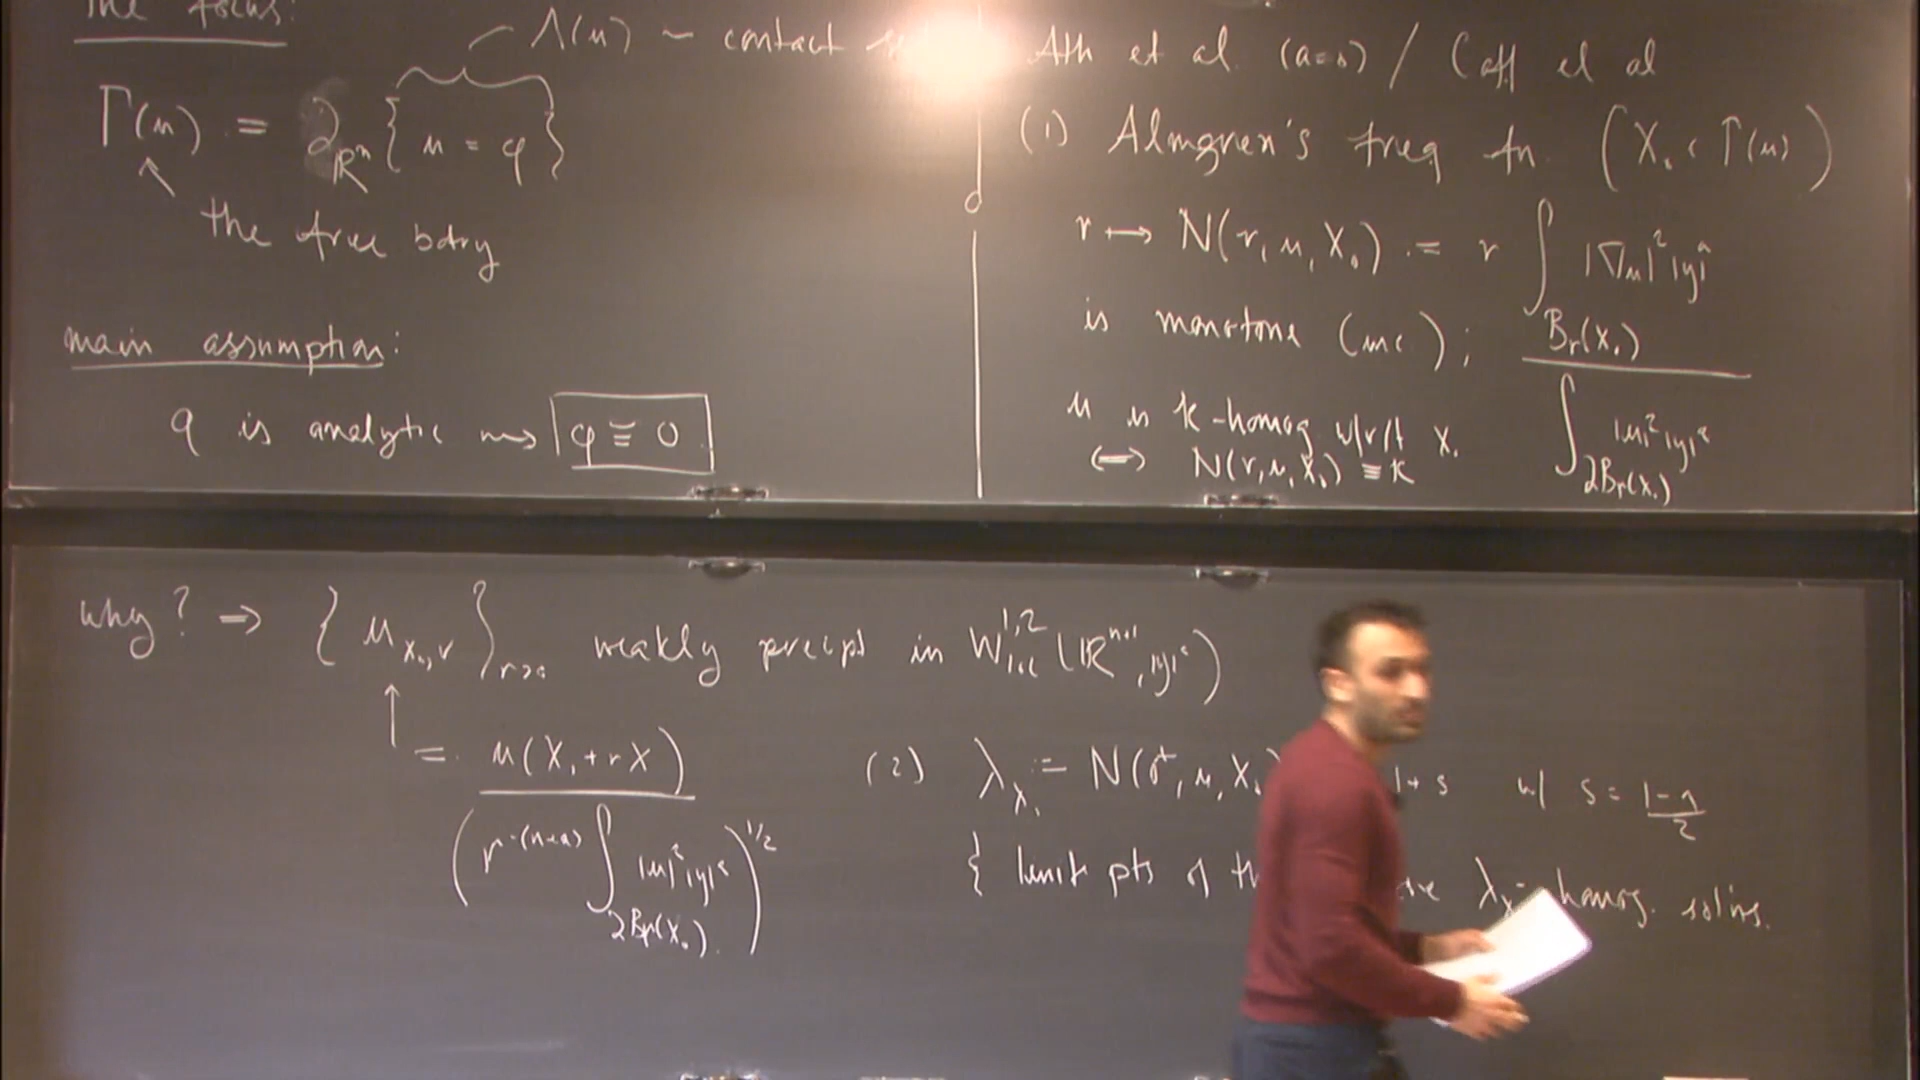 the focus:
Λ(u) ~ contact
Γ(u) := ∂_{ℝⁿ} { u = φ }
the free bdry
main assumption:
φ is analytic ⇝ φ ≡ 0
Ath et al. (a=0) / Caff et al
(1) Almgren's freq fn. (X₀ ∈ Γ(u))
r ↦ N(r, u, X₀) := r ∫_{B_r(X₀)} |∇u|² |y|^a / ∫_{∂B_r(X₀)} |u|² |y|^a
is monotone (inc);
u is k-homog w/r/t X₀
⟺ N(r, u, X₀) ≡ k
why? ⇒ { u_{X₀,r} }_{r>0} weakly precpt in W^{1,2}_{loc}(ℝ^{n+1}, |y|^a)
↑ = u(X₀+rX) / ( r^{-(n+a)} ∫_{∂B_r(X₀)} |u|² |y|^a )^{1/2}
(2) λ_{X₀} := N(0⁺, u, X₀) 1+s w/ s = (1-a)/2
{ limit pts of are λ_{X₀}-homog. solns.